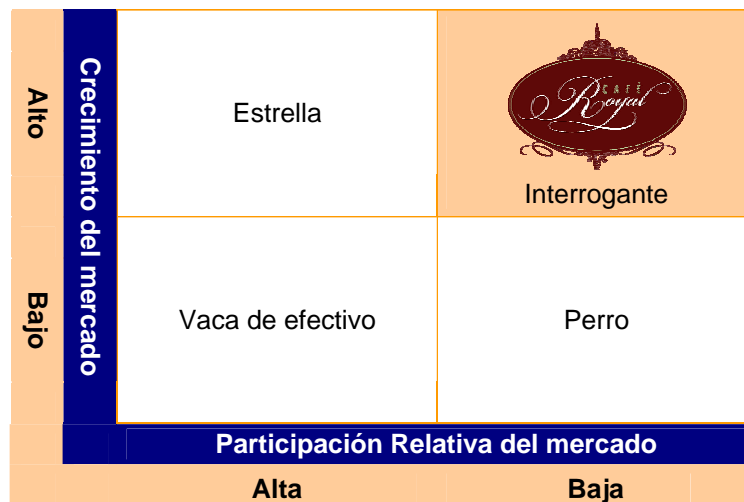 Alto
Bajo
Crecimiento del mercado
Estrella
CAFÉ
Royal
Interrogante
Vaca de efectivo
Perro
Participación Relativa del mercado
Alta
Baja